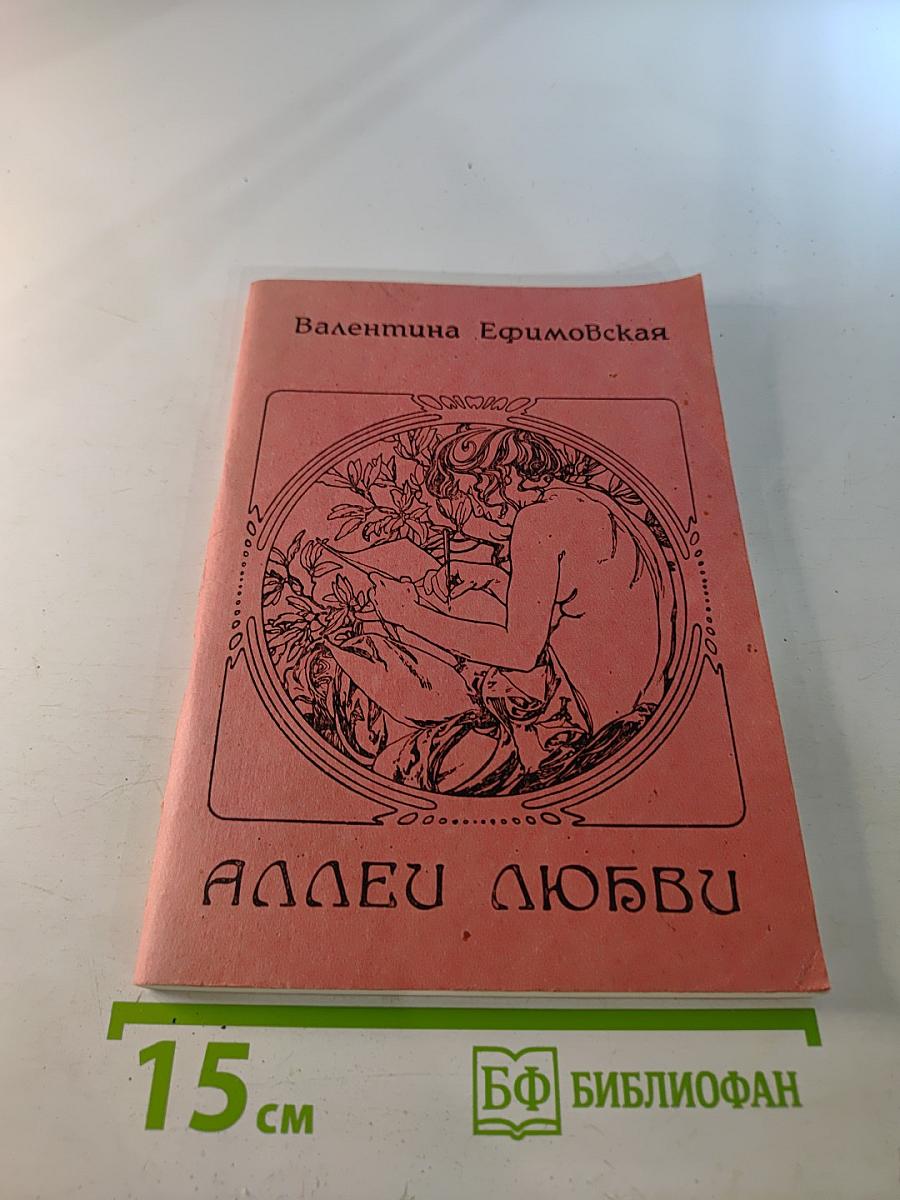 Валентина Ефимовская
АЛЛЕИ ЛЮБВИ
15 см
БФ БИБЛИОФАН